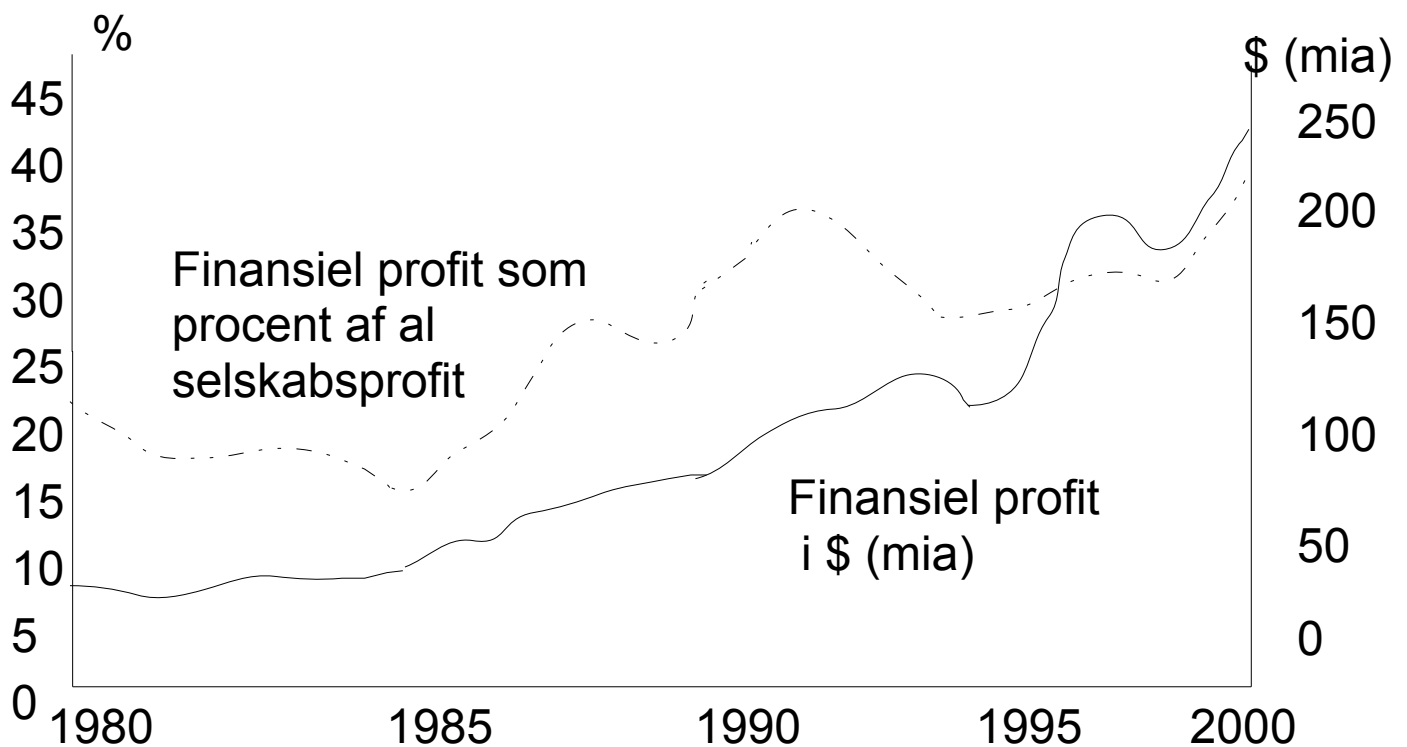 %
$ (mia)
45
40
35
30
25
20
15
10
5
0
250
200
150
100
50
0
Finansiel profit som
procent af al
selskabsprofit
Finansiel profit
i $ (mia)
1980 1985 1990 1995 2000